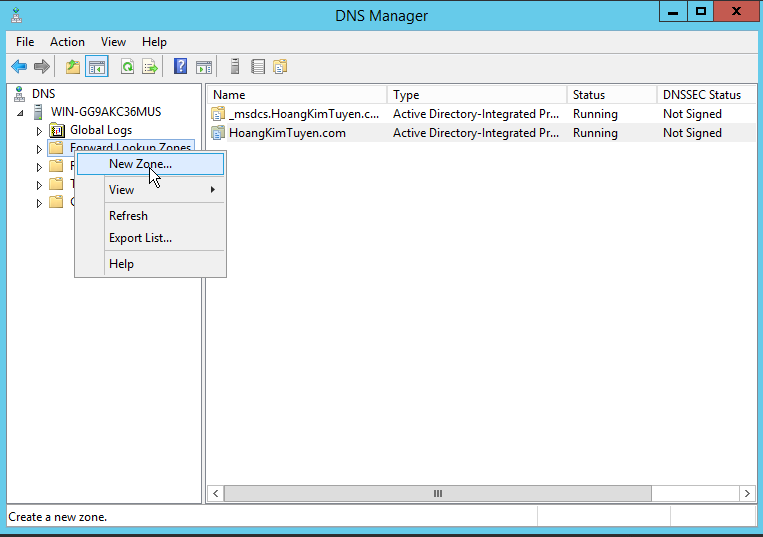 DNS Manager
File Action View Help
DNS
WIN-GG9AKC36MUS
Global Logs
Forward Lookup Zones
New Zone...
View
Refresh
Export List...
Help
Name Type Status DNSSEC Status
_msdcs.HoangKimTuyen.c... Active Directory-Integrated Pr... Running Not Signed
HoangKimTuyen.com Active Directory-Integrated Pr... Running Not Signed
Create a new zone.